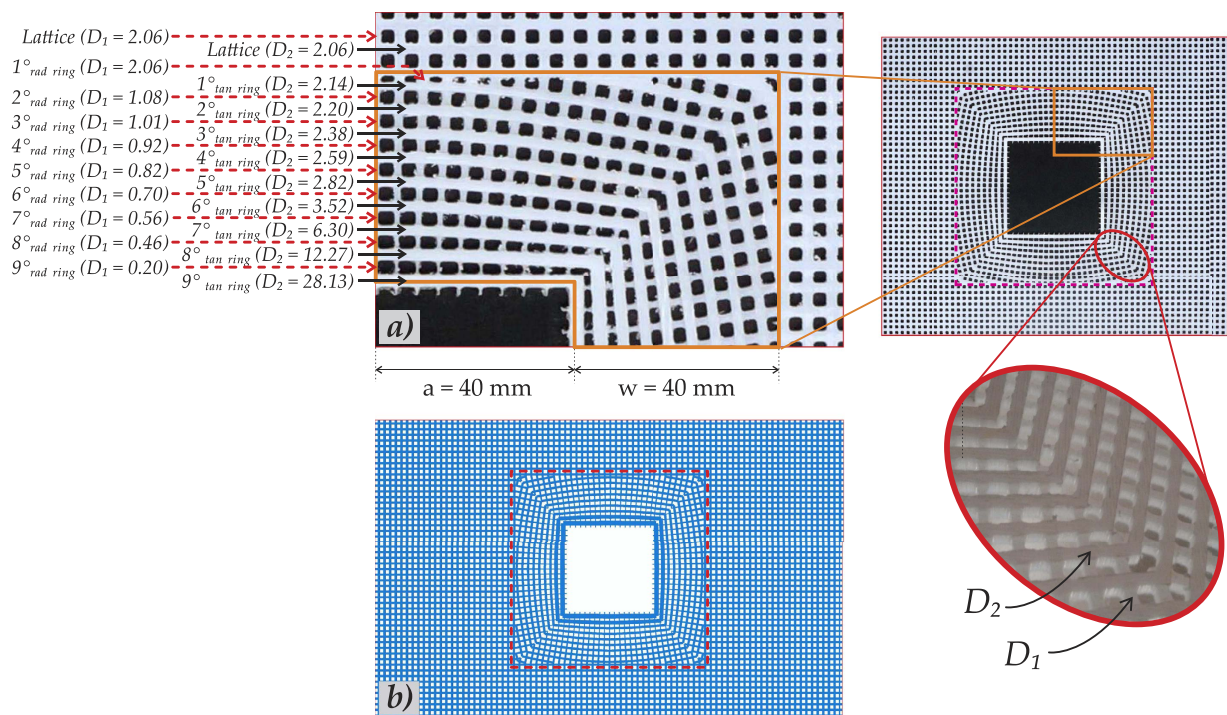 Lattice (D1 = 2.06)
Lattice (D2 = 2.06)
1°rad ring (D1 = 2.06)
1°tan ring (D2 = 2.14)
2°rad ring (D1 = 1.08)
2°tan ring (D2 = 2.20)
3°rad ring (D1 = 1.01)
3°tan ring (D2 = 2.38)
4°rad ring (D1 = 0.92)
4°tan ring (D2 = 2.59)
5°rad ring (D1 = 0.82)
5°tan ring (D2 = 2.82)
6°rad ring (D1 = 0.70)
6°tan ring (D2 = 3.52)
7°rad ring (D1 = 0.56)
7°tan ring (D2 = 6.30)
8°rad ring (D1 = 0.46)
8°tan ring (D2 = 12.27)
9°rad ring (D1 = 0.20)
9°tan ring (D2 = 28.13)
a)
a = 40 mm
w = 40 mm
D2
D1
b)